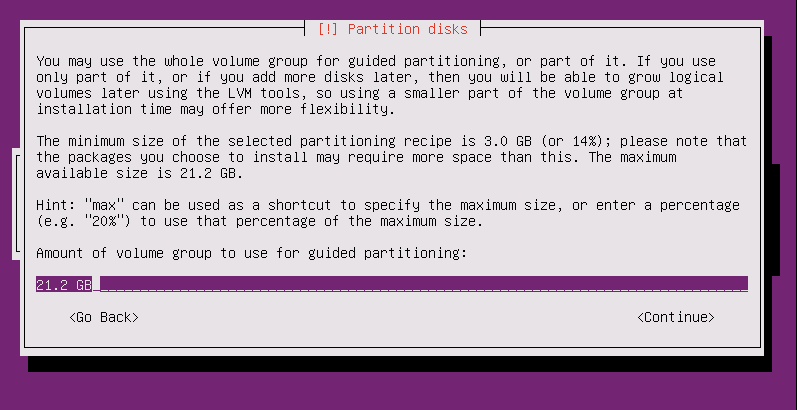 [!] Partition disks
You may use the whole volume group for guided partitioning, or part of it. If you use
only part of it, or if you add more disks later, then you will be able to grow logical
volumes later using the LVM tools, so using a smaller part of the volume group at
installation time may offer more flexibility.
The minimum size of the selected partitioning recipe is 3.0 GB (or 14%); please note that
the packages you choose to install may require more space than this. The maximum
available size is 21.2 GB.
Hint: "max" can be used as a shortcut to specify the maximum size, or enter a percentage
(e.g. "20%") to use that percentage of the maximum size.
Amount of volume group to use for guided partitioning:
21.2 GB
<Go Back> <Continue>